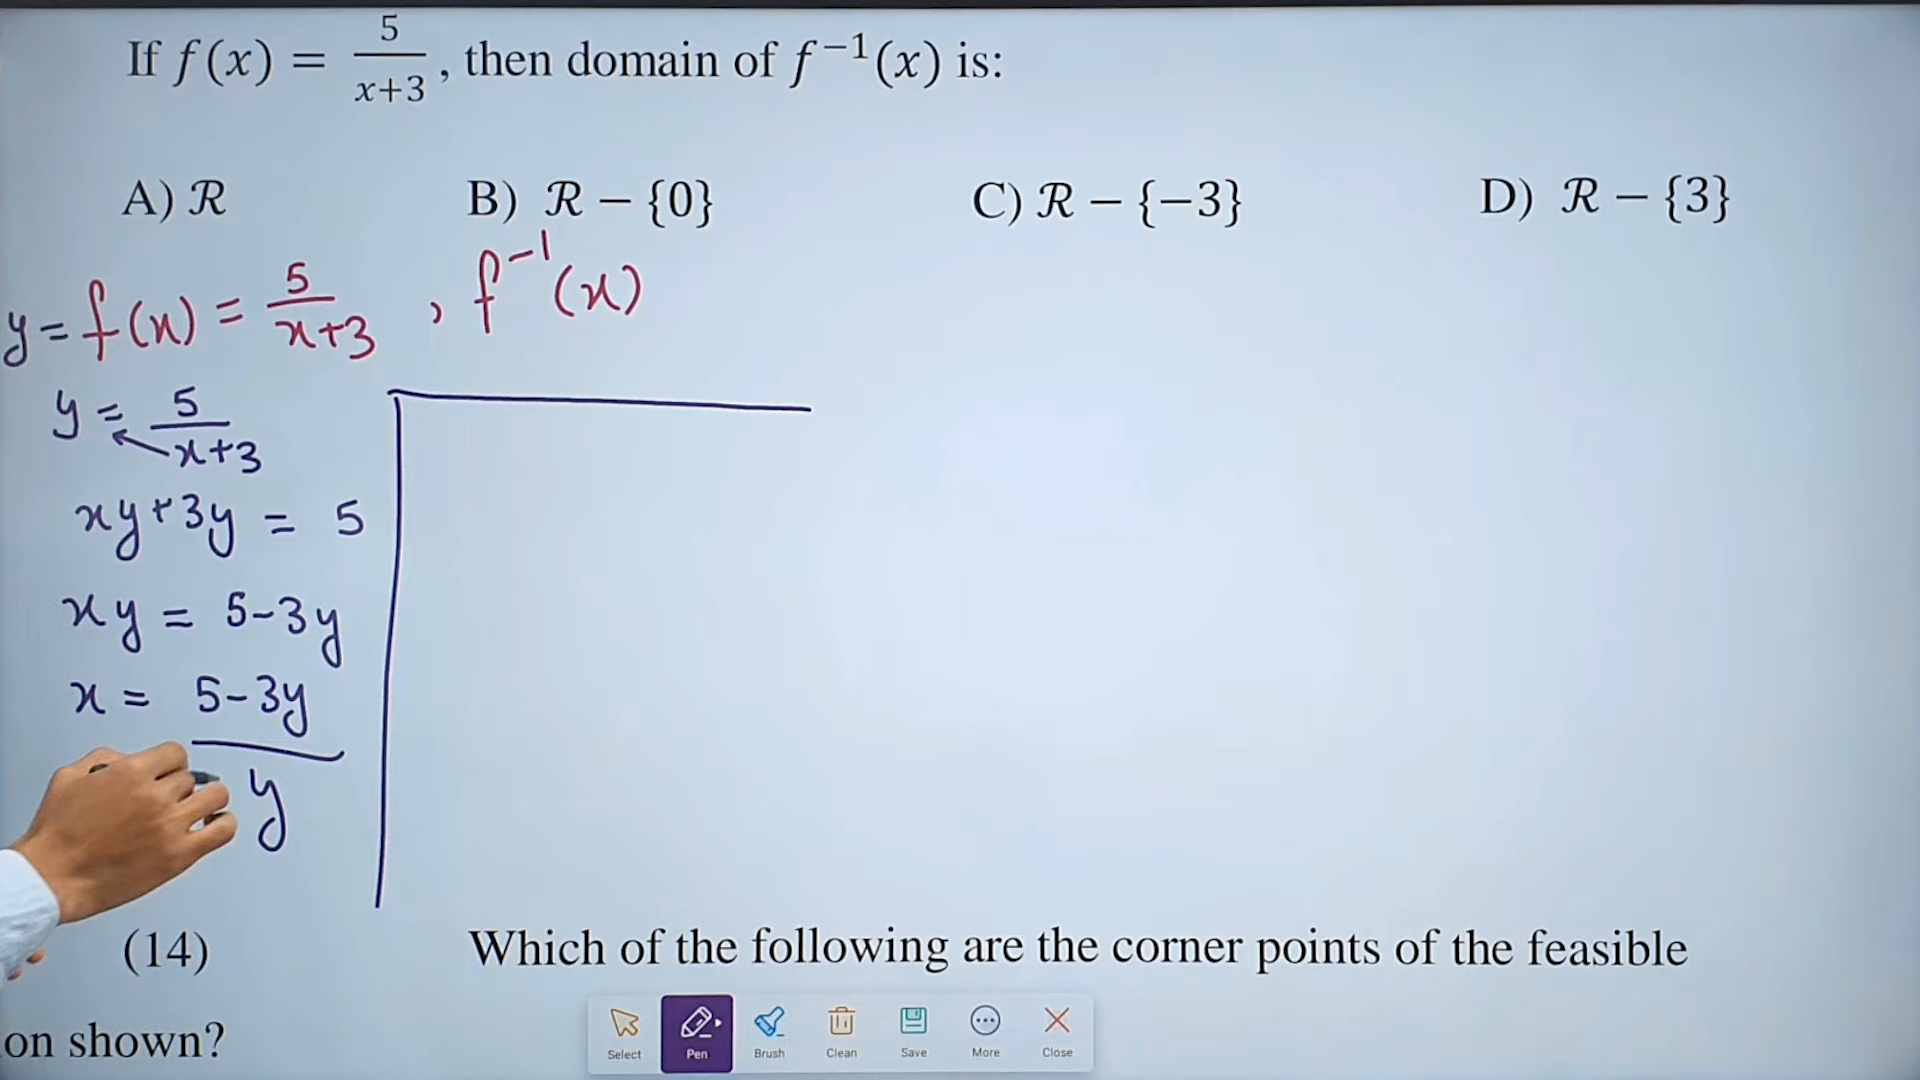 If f(x) = 5/(x+3), then domain of f⁻¹(x) is:
A) ℛ B) ℛ − {0} C) ℛ − {−3} D) ℛ − {3}
y = f(x) = 5/(x+3) , f⁻¹(x)
y = 5/(x+3)
xy+3y = 5
xy = 5-3y
x = (5-3y)/y
(14) Which of the following are the corner points of the feasible
on shown?
Select Pen Brush Clean Save More Close